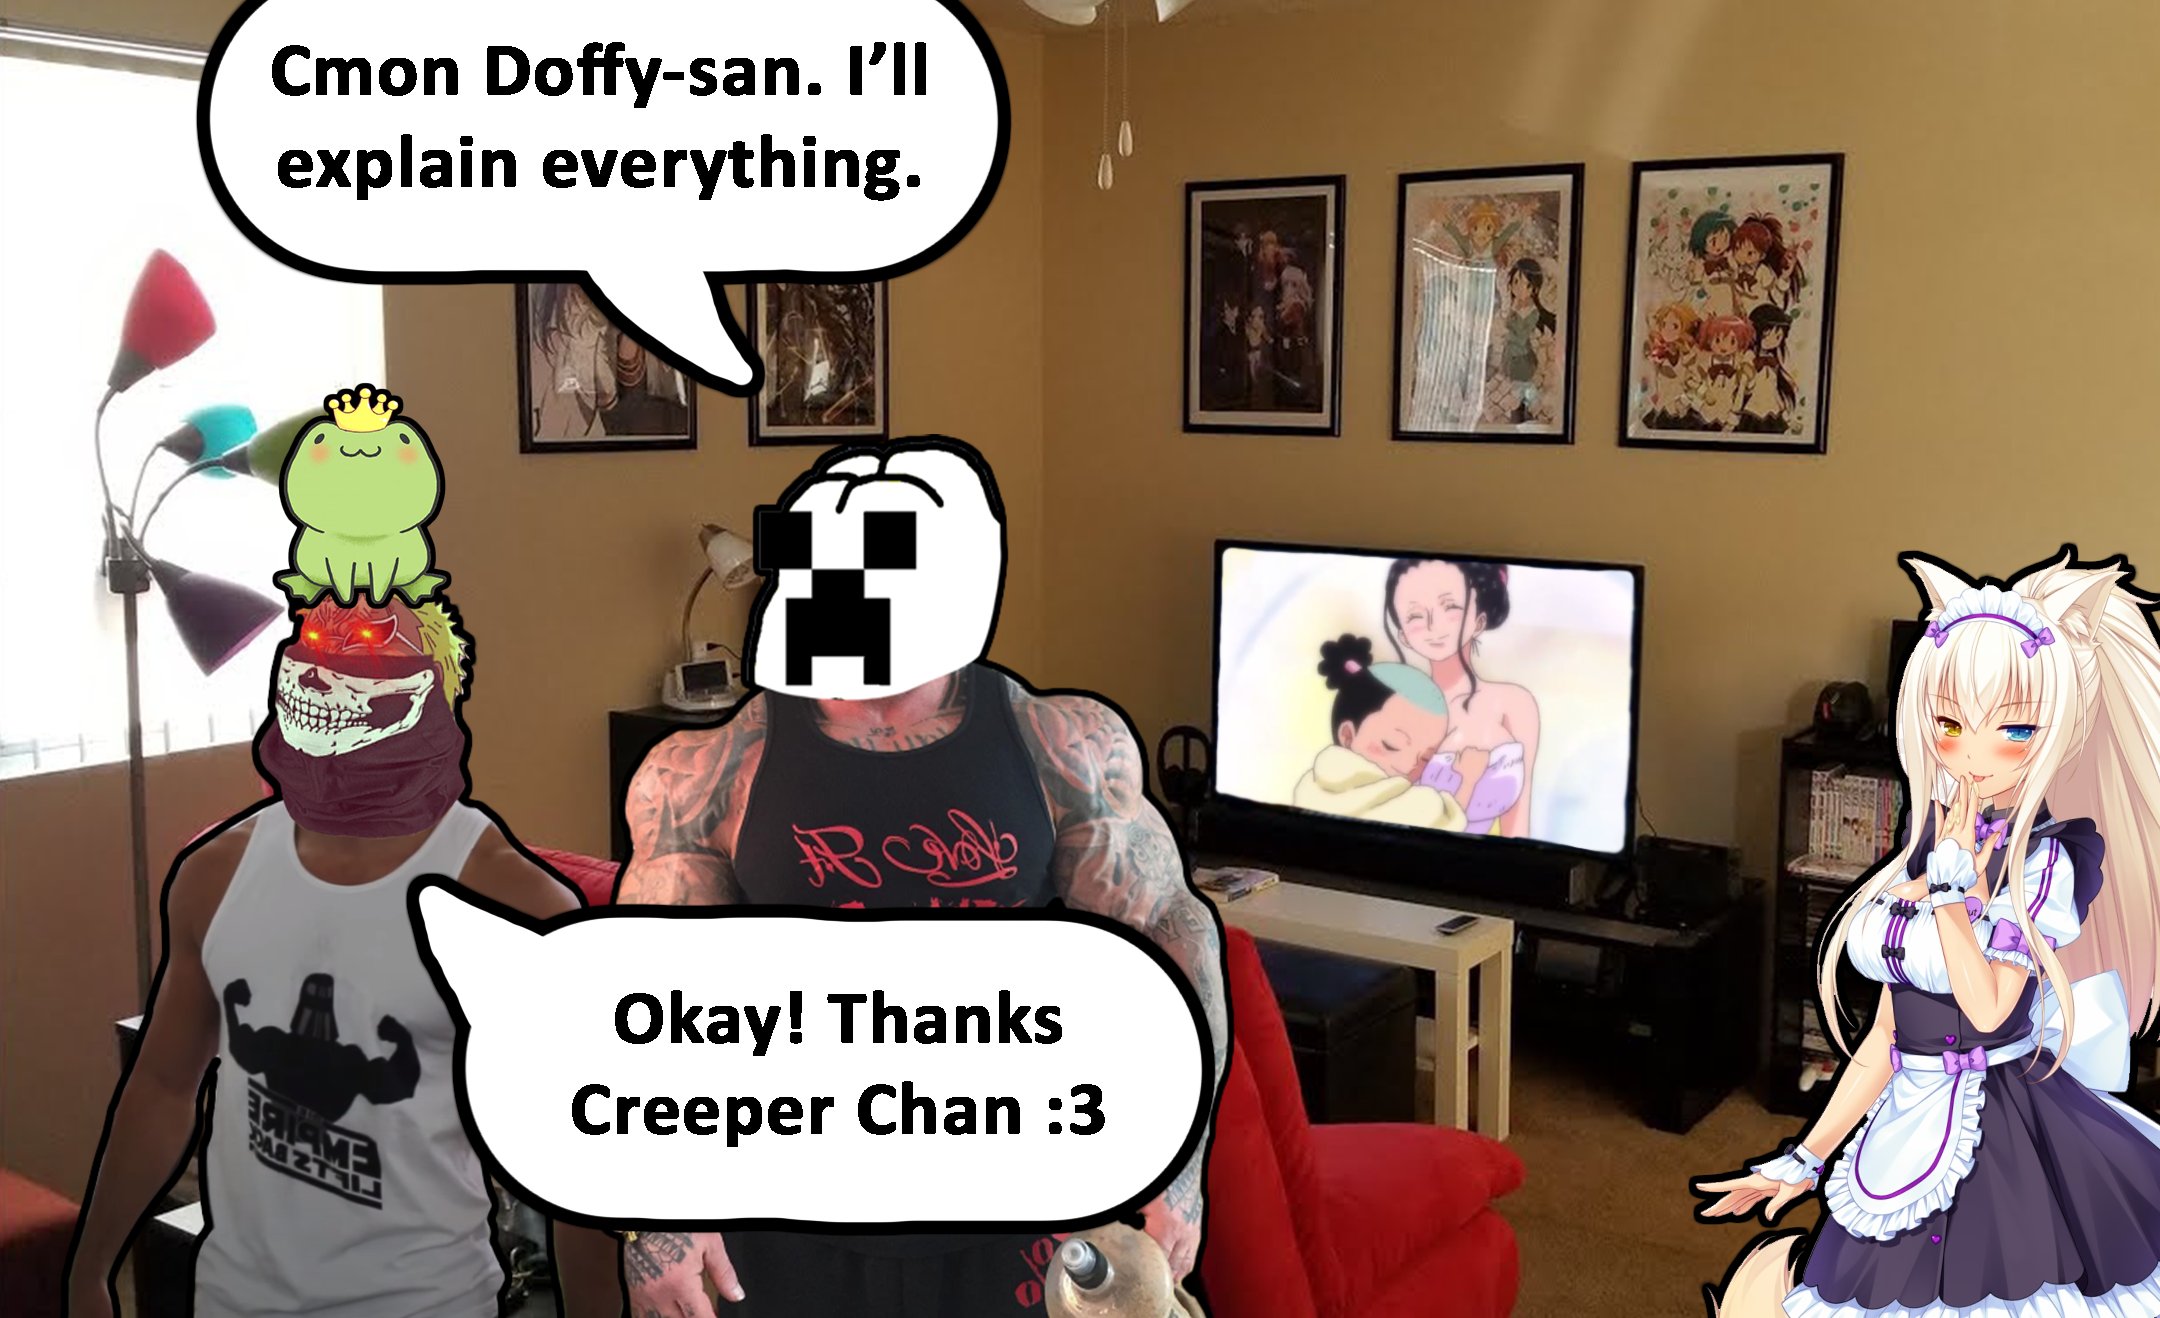 Cmon Doffy-san. I’ll
explain everything.
Okay! Thanks
Creeper Chan :3
EMPIRE
LIFTS BACK